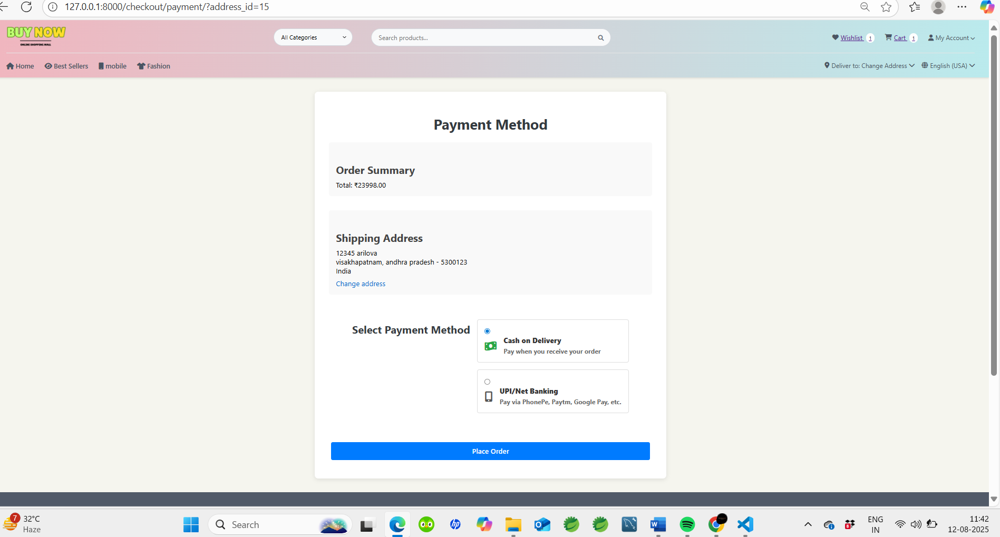 127.0.0.1:8000/checkout/payment/?address_id=15
BUY NOW
ONLINE SHOPPING MALL
All Categories
Search products...
Wishlist 1
Cart 1
My Account
Home
Best Sellers
mobile
Fashion
Deliver to: Change Address
English (USA)
Payment Method
Order Summary
Total: ₹23998.00
Shipping Address
12345 arilova
visakhapatnam, andhra pradesh - 5300123
India
Change address
Select Payment Method
Cash on Delivery
Pay when you receive your order
UPI/Net Banking
Pay via PhonePe, Paytm, Google Pay, etc.
Place Order
7
32°C
Haze
Search
hp
O
W
8
ENG
IN
11:42
12-08-2025